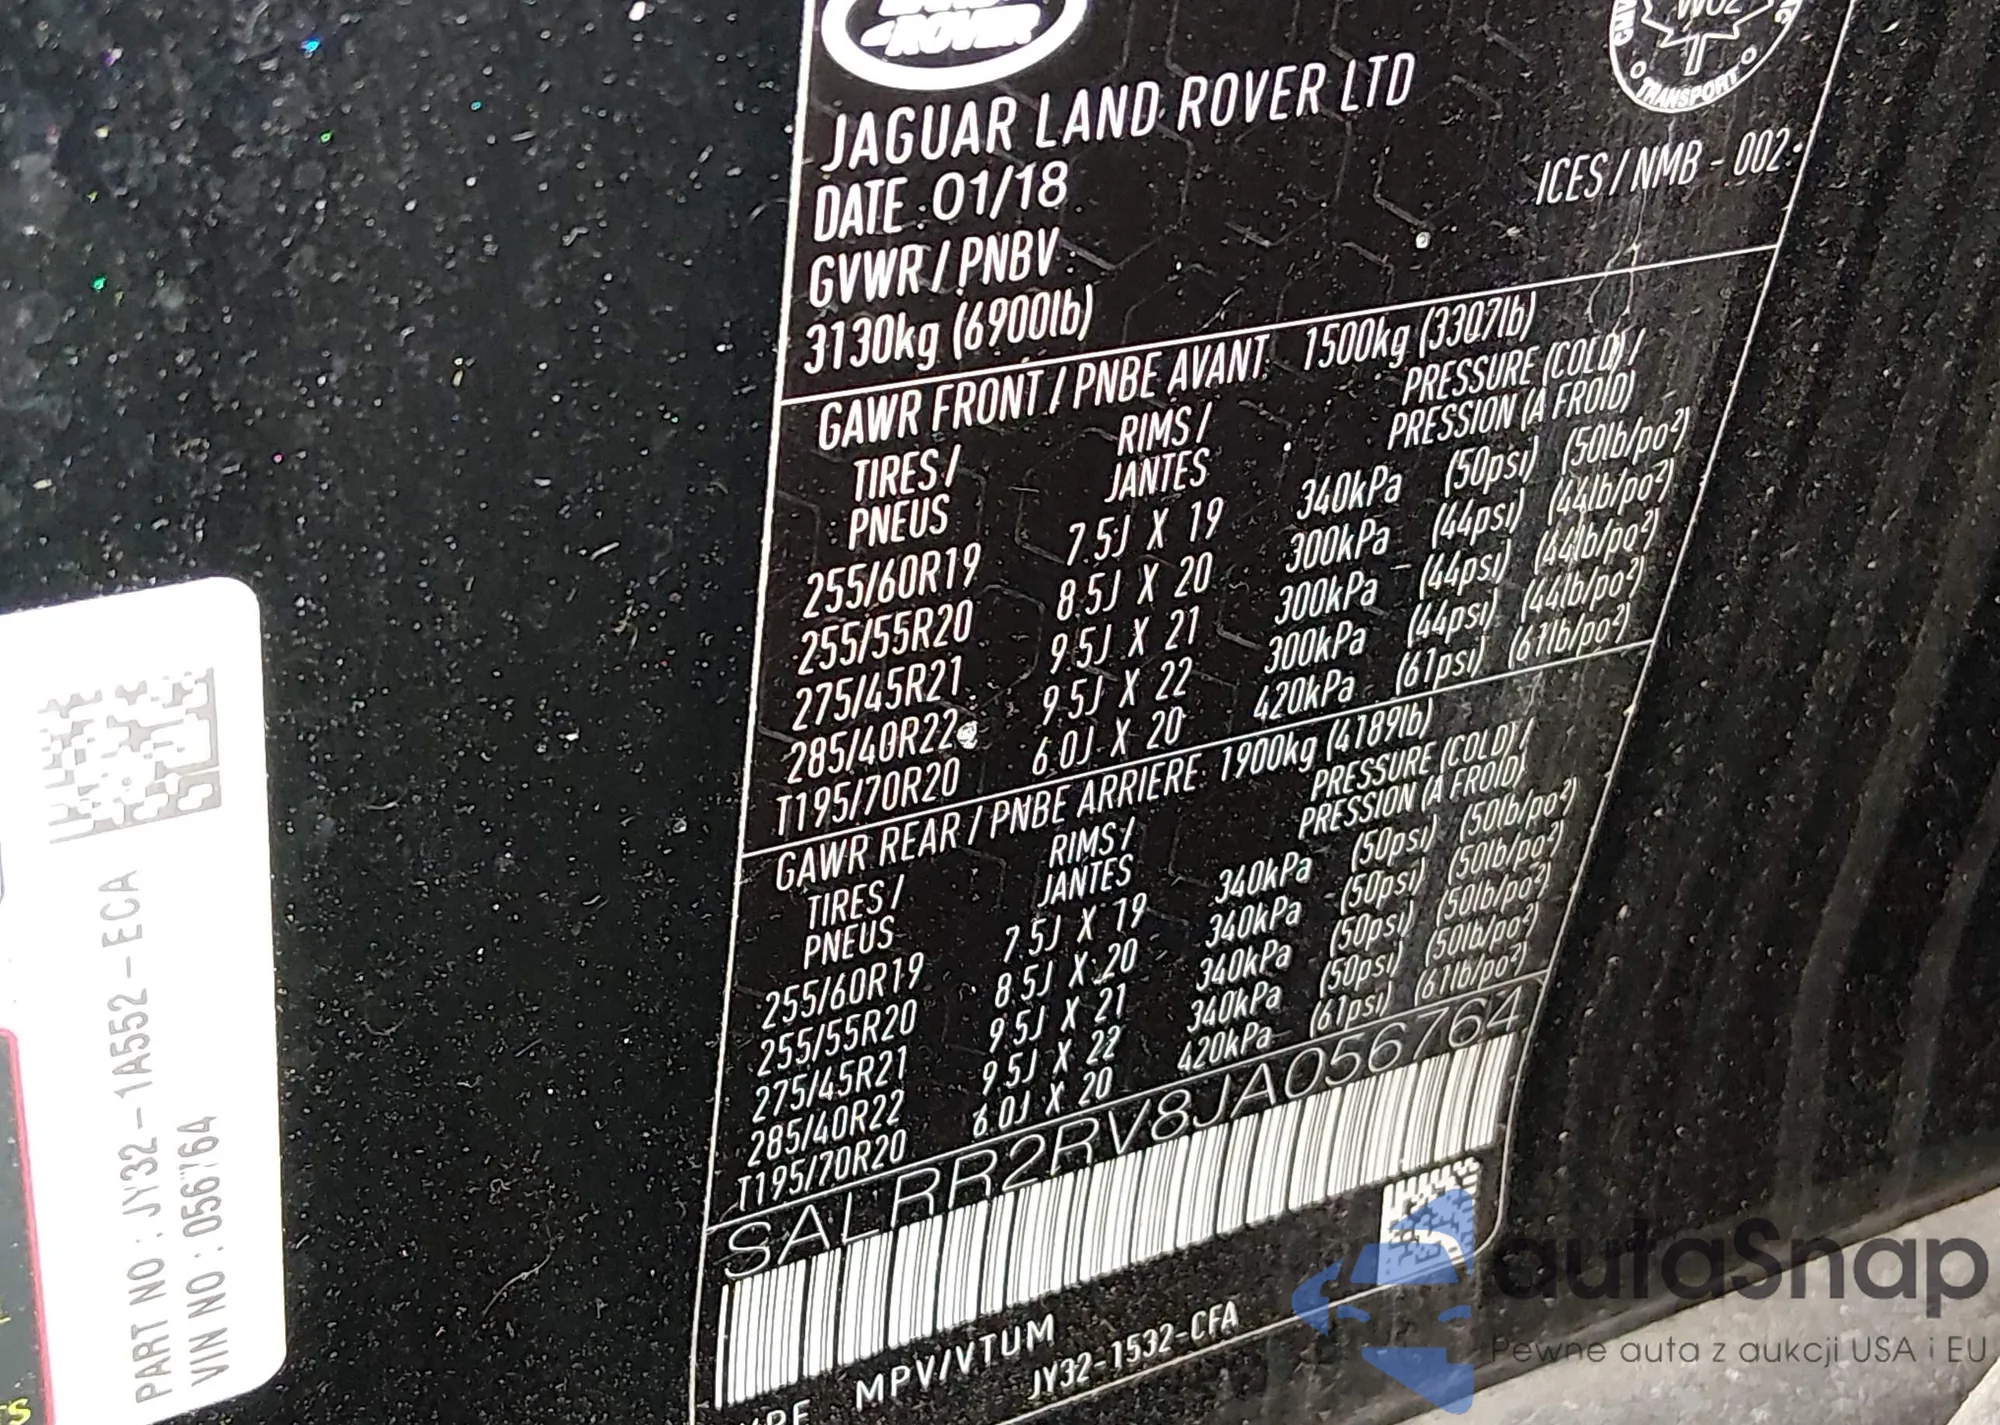 ROVER
TRANSPORT
JAGUAR LAND ROVER LTD
DATE : 01/18
ICES / NMB - 002
GVWR / PNBV :
3130kg (6900lb)
GAWR FRONT / PNBE AVANT 1500kg (3307lb)
TIRES / RIMS / PRESSURE (COLD) /
PNEUS JANTES PRESSION (A FROID)
255/60R19 7.5J X 19 340kPa (50psi) (50lb/po²)
255/55R20 8.5J X 20 300kPa (44psi) (44lb/po²)
275/45R21 9.5J X 21 300kPa (44psi) (44lb/po²)
285/40R22 9.5J X 22 300kPa (44psi) (44lb/po²)
T195/70R20 6.0J X 20 420kPa (61psi) (61lb/po²)
GAWR REAR / PNBE ARRIERE 1900kg (4189lb)
TIRES / RIMS / PRESSURE (COLD) /
PNEUS JANTES PRESSION (A FROID)
255/60R19 7.5J X 19 340kPa (50psi) (50lb/po²)
255/55R20 8.5J X 20 340kPa (50psi) (50lb/po²)
275/45R21 9.5J X 21 340kPa (50psi) (50lb/po²)
285/40R22 9.5J X 22 340kPa (50psi) (50lb/po²)
T195/70R20 6.0J X 20 420kPa (61psi) (61lb/po²)
SALRR2RV8JA056764
MPV/VTUM
JY32-1532-CFA
PART NO : JY32-1A552-ECA
VIN NO : 056764
autaSnap
Pewne auta z aukcji USA i EU